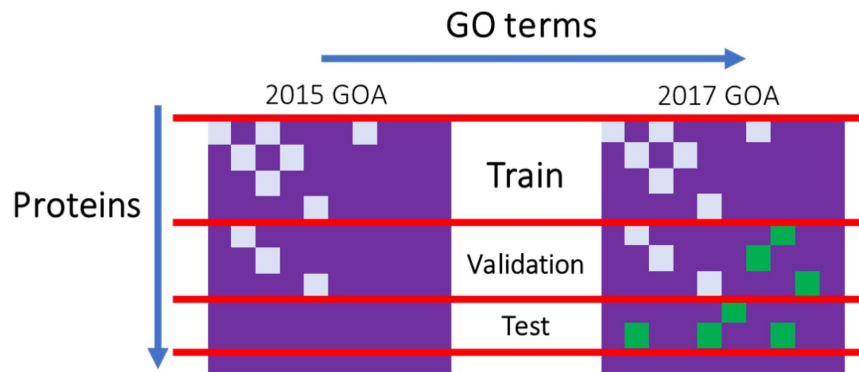 GO terms
2015 GOA
2017 GOA
Proteins
Train
Validation
Test